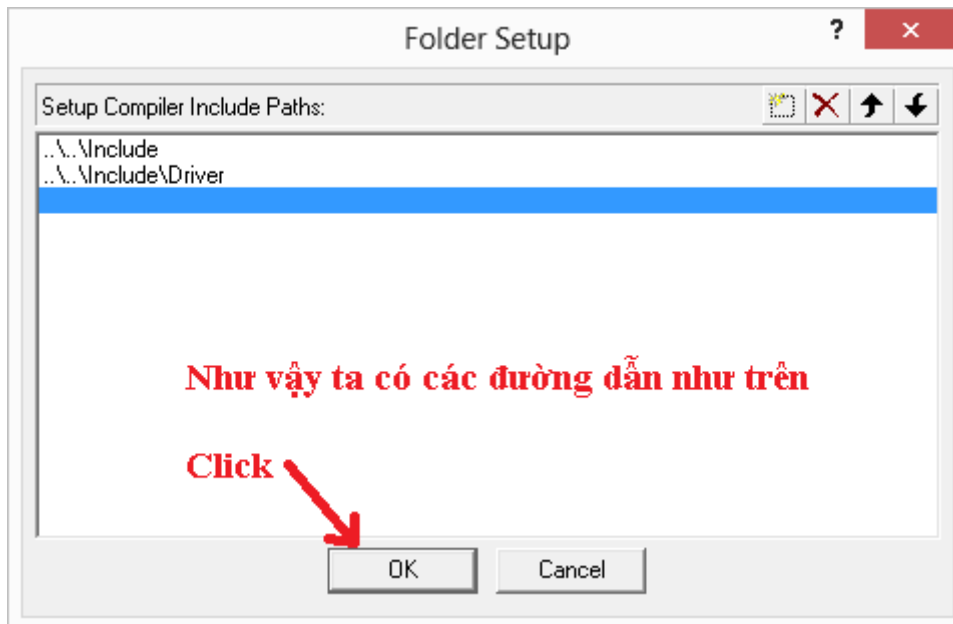 Folder Setup
?
Setup Compiler Include Paths:
..\..\Include
..\..\Include\Driver
Như vậy ta có các đường dẫn như trên
Click
OK Cancel